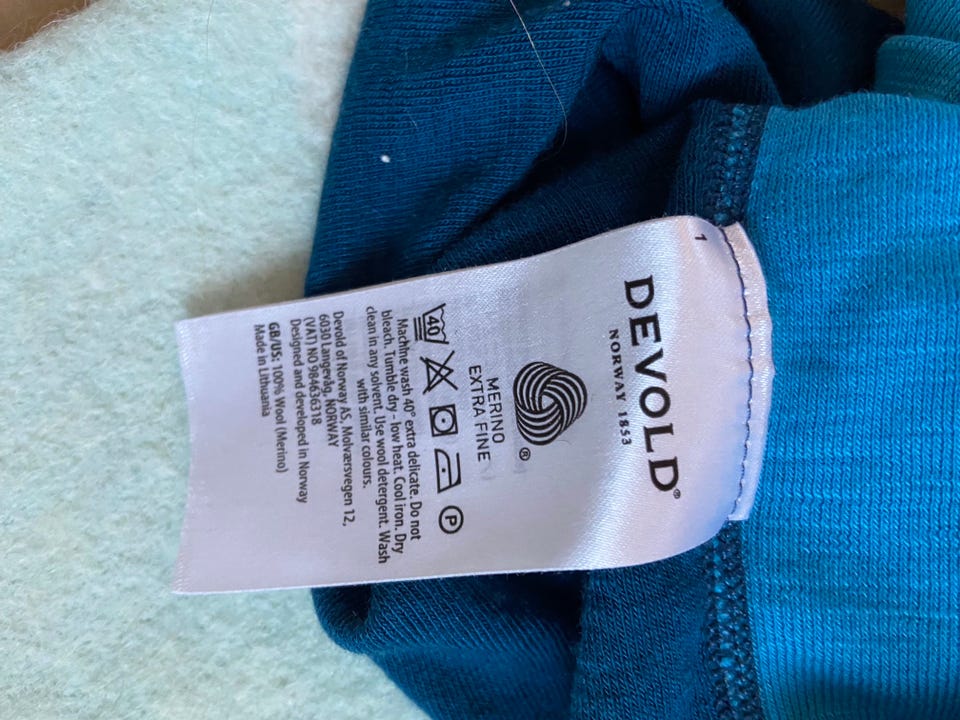 1
DEVOLD®
NORWAY 1853
®
MERINO
EXTRA FINE
40
P
Machine wash 40° extra delicate. Do not
bleach. Tumble dry - low heat. Cool iron. Dry
clean in any solvent. Use wool detergent. Wash
with similar colours.
Devold of Norway AS, Molværsvegen 12,
6030 Langevåg, NORWAY
(VAT) NO 984636318
Designed and developed in Norway
GB/US: 100% Wool (Merino)
Made in Lithuania